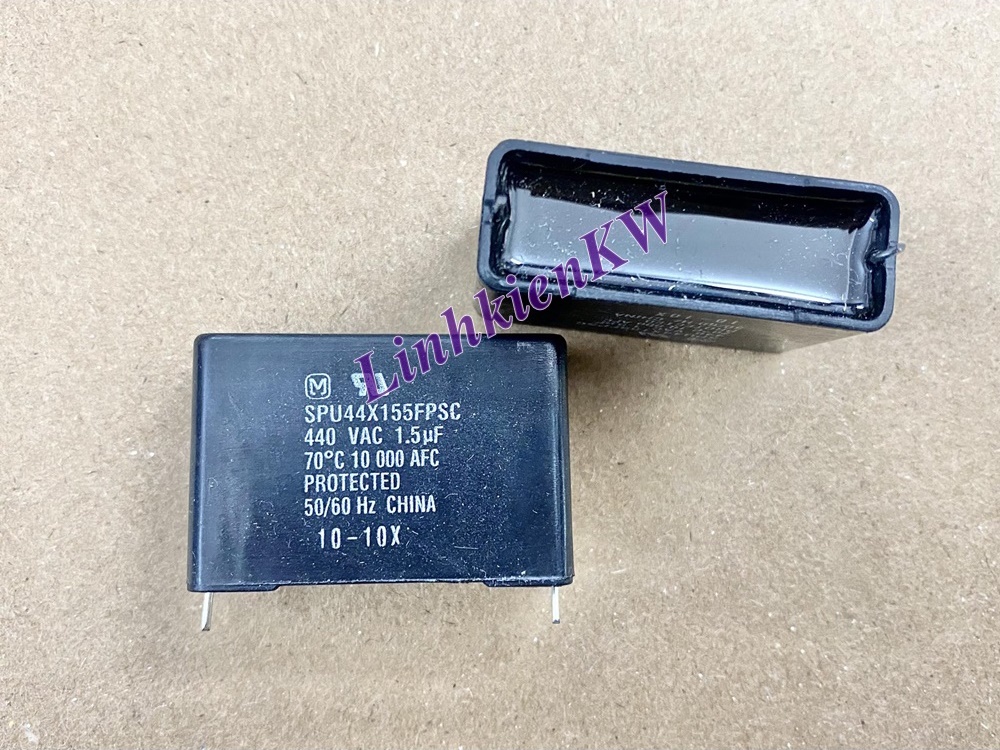 LinhkienKW
M
SPU44X155FPSC
440 VAC 1.5µF
70°C 10 000 AFC
PROTECTED
50/60 Hz CHINA
10-10X